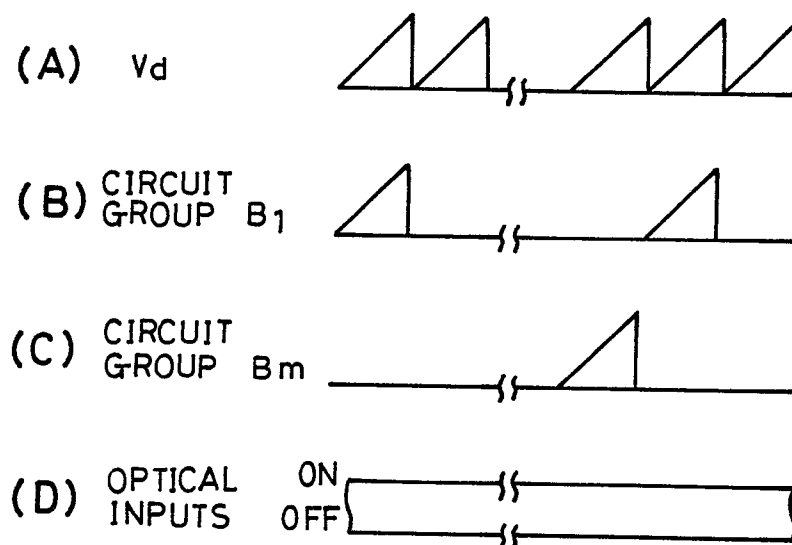 (A) Vd
(B) CIRCUIT
GROUP B1
(C) CIRCUIT
GROUP Bm
(D) OPTICAL ON
INPUTS OFF